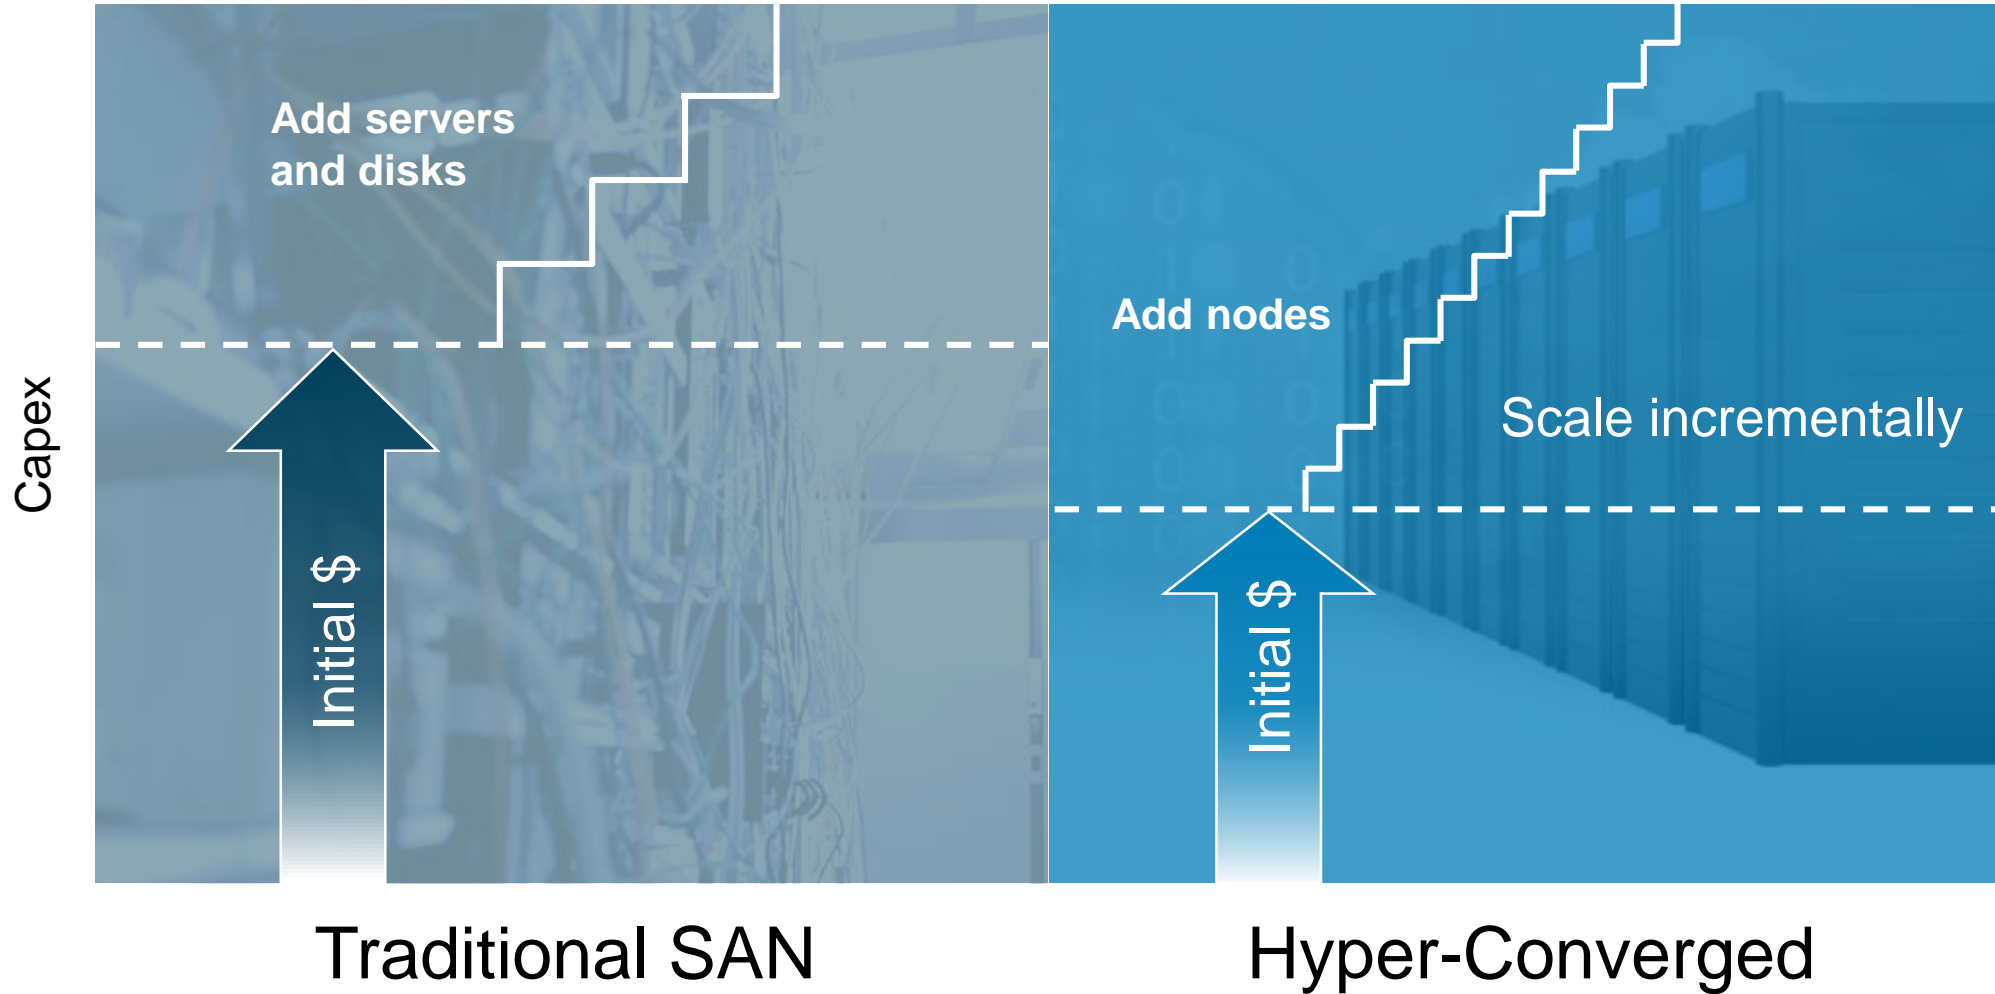 Capex
Add servers
and disks
Initial $
Traditional SAN
Add nodes
Scale incrementally
Initial $
Hyper-Converged